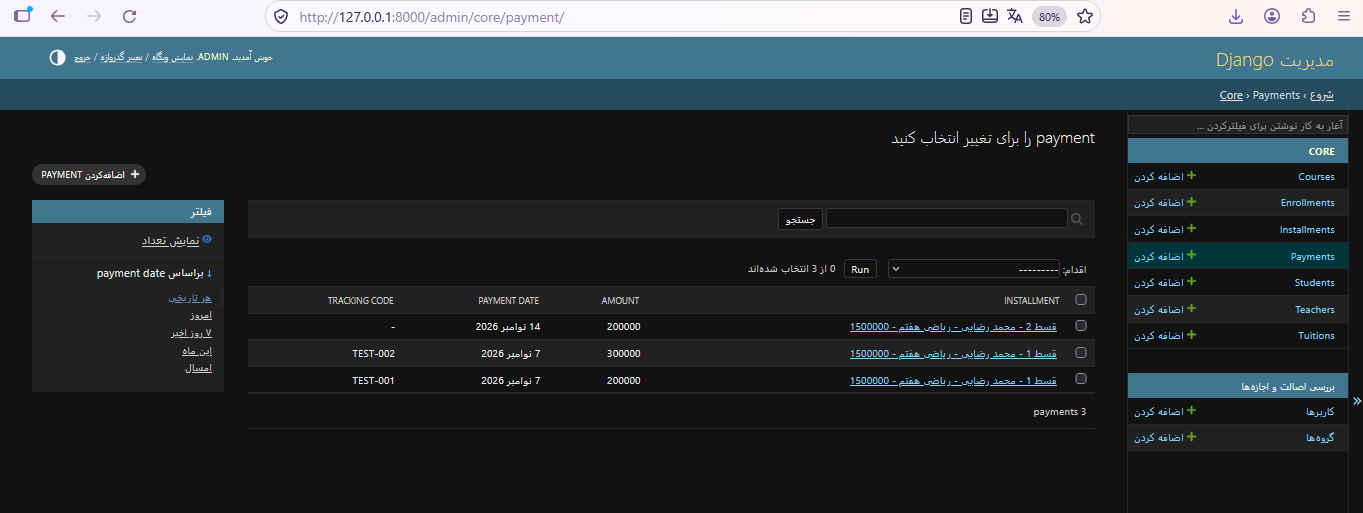 http://127.0.0.1:8000/admin/core/payment/
80%
مدیریت Django
خوش آمدید، ADMIN. نمایش وبگاه / تغییر گذرواژه / خروج
شروع › Core › Payments
آغاز به کار نوشتن برای فیلترکردن ...
CORE
Courses اضافه کردن
Enrollments اضافه کردن
Installments اضافه کردن
Payments اضافه کردن
Students اضافه کردن
Teachers اضافه کردن
Tuitions اضافه کردن
بررسی اصالت و اجازه‌ها
کاربرها اضافه کردن
گروه‌ها اضافه کردن
»
payment را برای تغییر انتخاب کنید
اضافه‌کردن PAYMENT
جستجو
اقدام: --------- Run 0 از 3 انتخاب شده‌اند
INSTALLMENT AMOUNT PAYMENT DATE TRACKING CODE
قسط 2 - محمد رضایی - ریاضی هفتم - 1500000 200000 14 نوامبر 2026 -
قسط 1 - محمد رضایی - ریاضی هفتم - 1500000 300000 7 نوامبر 2026 TEST-002
قسط 1 - محمد رضایی - ریاضی هفتم - 1500000 200000 7 نوامبر 2026 TEST-001
3 payments
فیلتر
نمایش تعداد
↓ براساس payment date
هر تاریخی
امروز
۷ روز اخیر
این ماه
امسال